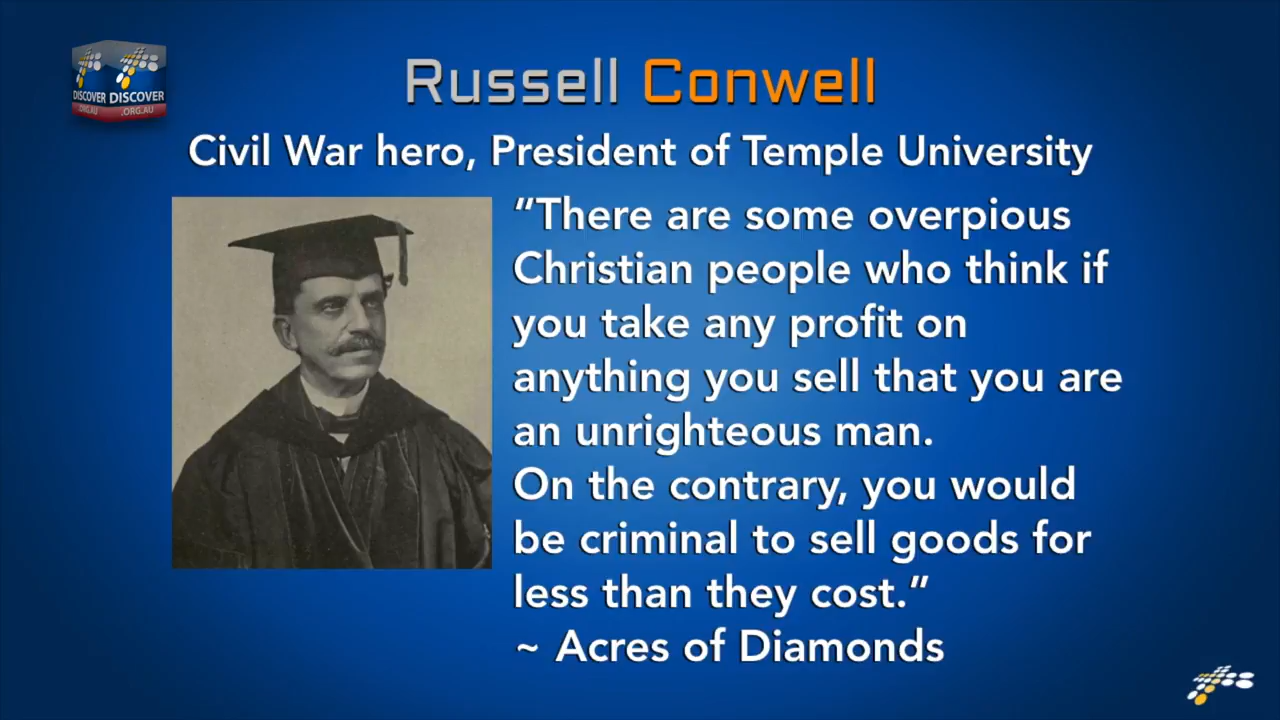 Russell Conwell
Civil War hero, President of Temple University
DISCOVER DISCOVER
.ORG.AU .ORG.AU
“There are some overpious
Christian people who think if
you take any profit on
anything you sell that you are
an unrighteous man.
On the contrary, you would
be criminal to sell goods for
less than they cost.”
~ Acres of Diamonds